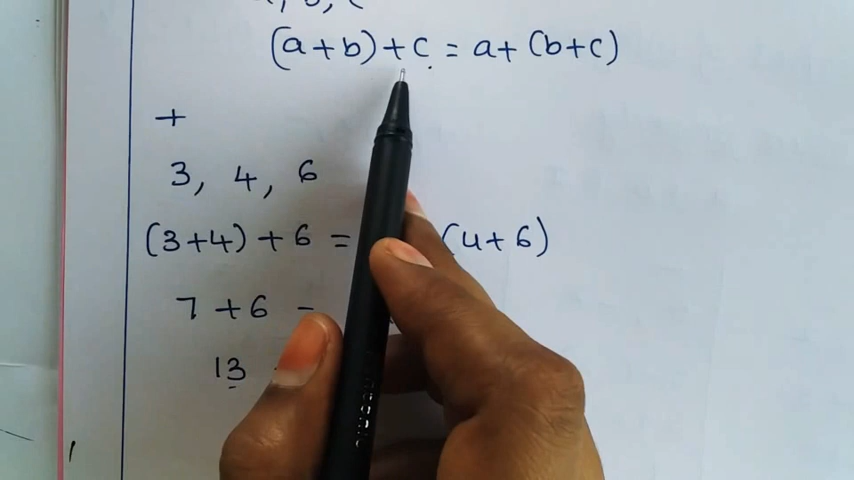 (a+b)+c = a+(b+c)
+
3, 4, 6
(3+4)+6 = (4+6)
7+6 =
13